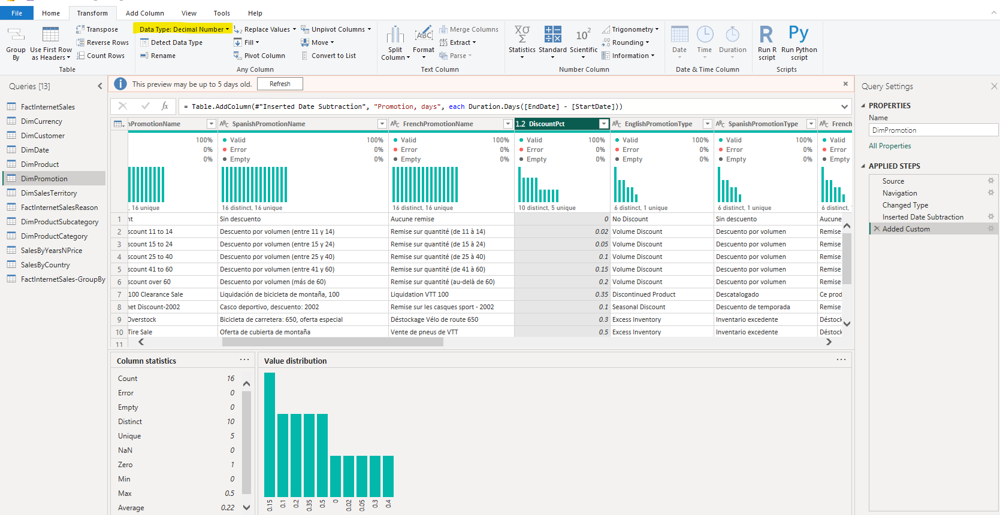 File Home Transform Add Column View Tools Help
Group By
Use First Row as Headers
Transpose
Reverse Rows
Count Rows
Table
Data Type: Decimal Number
Detect Data Type
Rename
Replace Values
Fill
Pivot Column
Unpivot Columns
Move
Convert to List
Any Column
Split Column
Format
ABC
Merge Columns
ABC 123 Extract
Parse
Text Column
XΣ Statistics
Standard
10² Scientific
Trigonometry
.00 Rounding
Information
Number Column
Date
Time
Duration
Date & Time Column
R Run R script
Py Run Python script
Scripts
Queries [13]
FactInternetSales
DimCurrency
DimCustomer
DimDate
DimProduct
DimPromotion
DimSalesTerritory
FactInternetSalesReason
DimProductSubcategory
DimProductCategory
SalesByYearsNPrice
SalesByCountry
FactInternetSales-GroupBy
This preview may be up to 5 days old. Refresh
fx = Table.AddColumn(#"Inserted Date Subtraction", "Promotion, days", each Duration.Days([EndDate] - [StartDate]))
hPromotionName ABC SpanishPromotionName ABC FrenchPromotionName 1.2 DiscountPct ABC EnglishPromotionType ABC SpanishPromotionType ABC French
100% Valid 100% Valid 100% Valid 100% Valid 100% Valid 100% Valid
0% Error 0% Error 0% Error 0% Error 0% Error 0% Error
0% Empty 0% Empty 0% Empty 0% Empty 0% Empty 0% Empty
, 16 unique 16 distinct, 16 unique 16 distinct, 16 unique 10 distinct, 5 unique 6 distinct, 1 unique 6 distinct, 1 unique 6 distinct,
1 nt Sin descuento Aucune remise 0 No Discount Sin descuento Aucune
2 scount 11 to 14 Descuento por volumen (entre 11 y 14) Remise sur quantité (de 11 à 14) 0.02 Volume Discount Descuento por volumen Remise
3 scount 15 to 24 Descuento por volumen (entre 15 y 24) Remise sur quantité (de 15 à 24) 0.05 Volume Discount Descuento por volumen Remise
4 scount 25 to 40 Descuento por volumen (entre 25 y 40) Remise sur quantité (de 25 à 40) 0.1 Volume Discount Descuento por volumen Remise
5 scount 41 to 60 Descuento por volumen (entre 41 y 60) Remise sur quantité (de 41 à 60) 0.15 Volume Discount Descuento por volumen Remise
6 scount over 60 Descuento por volumen (más de 60) Remise sur quantité (au-delà de 60) 0.2 Volume Discount Descuento por volumen Remise
7 100 Clearance Sale Liquidación de bicicleta de montaña, 100 Liquidation VTT 100 0.35 Discontinued Product Descatalogado Ce prod
8 net Discount-2002 Casco deportivo, descuento: 2002 Remise sur les casques sport - 2002 0.1 Seasonal Discount Descuento de temporada Remise
9 Overstock Bicicleta de carretera: 650, oferta especial Déstockage Vélo de route 650 0.3 Excess Inventory Inventario excedente Déstock
10 Tire Sale Oferta de cubierta de montaña Vente de pneus de VTT 0.5 Excess Inventory Inventario excedente Déstock
11
Column statistics
Count 16
Error 0
Empty 0
Distinct 10
Unique 5
NaN 0
Zero 1
Min 0
Max 0.5
Average 0.22
Value distribution
0.15 0.1 0.2 0.35 0.5 0 0.02 0.05 0.3 0.4
Query Settings
PROPERTIES
Name
DimPromotion
All Properties
APPLIED STEPS
Source
Navigation
Changed Type
Inserted Date Subtraction
Added Custom